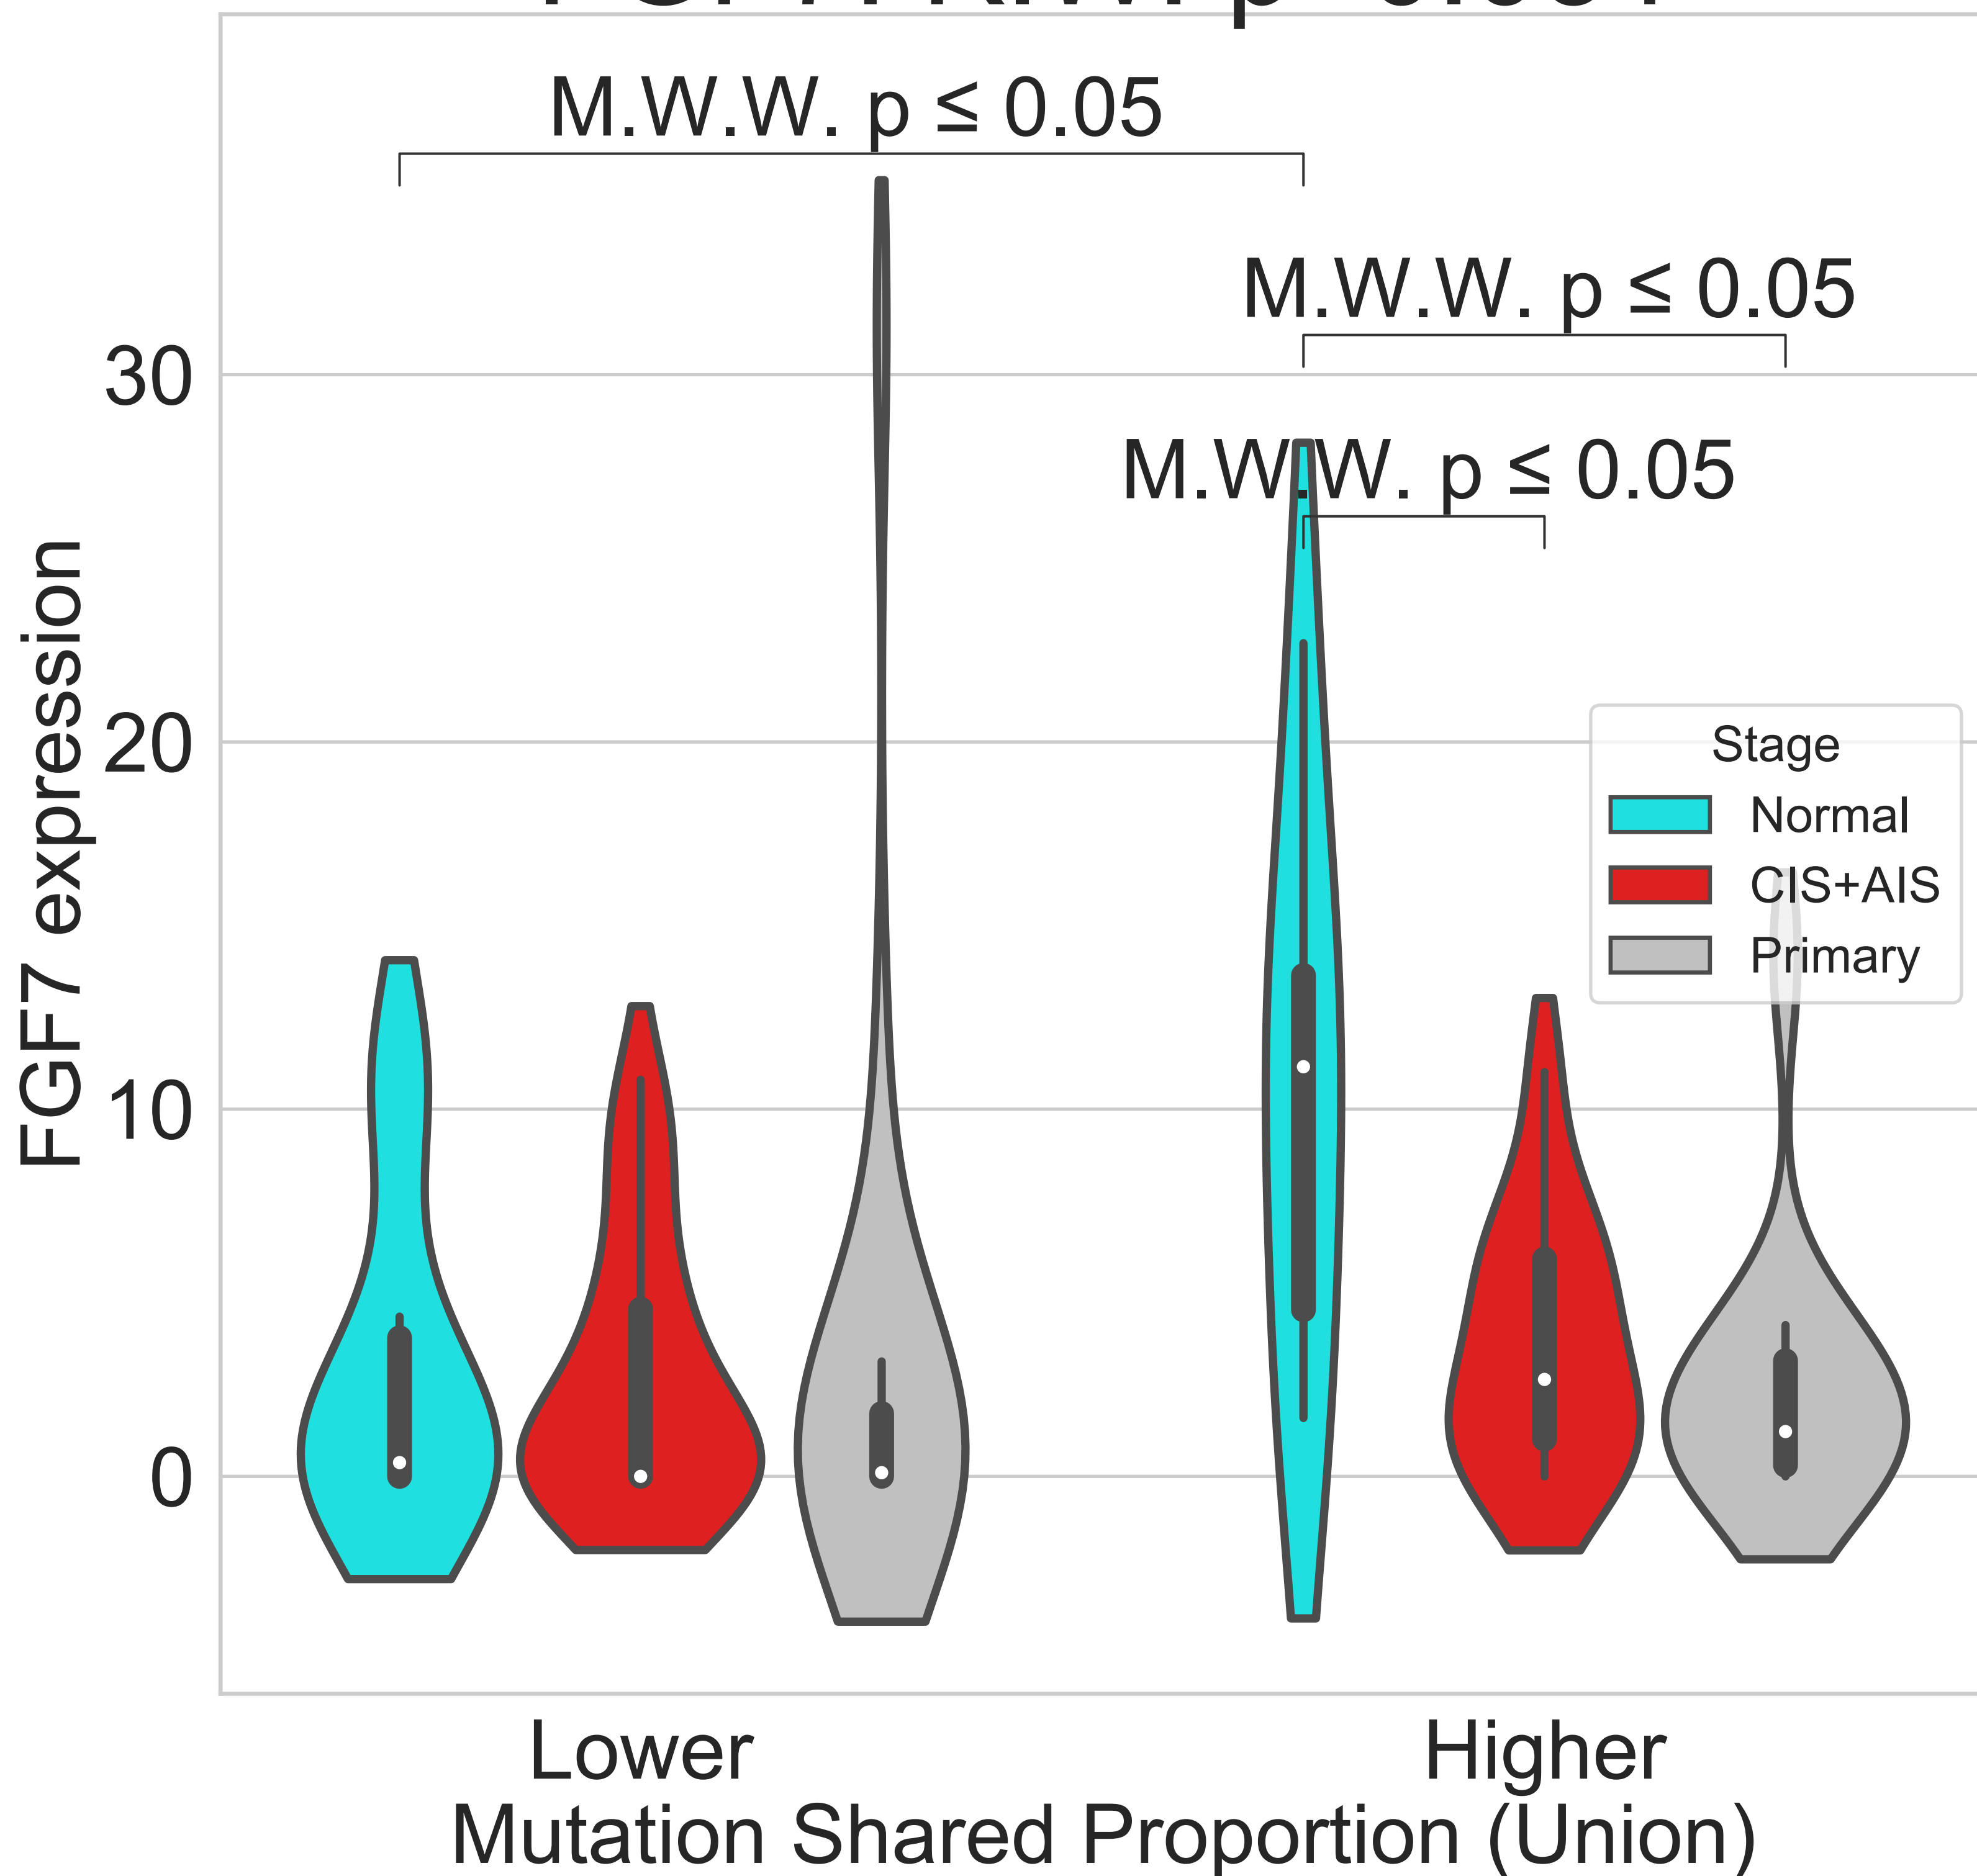 M.W.W. p ≤ 0.05
M.W.W. p ≤ 0.05
M.W.W. p ≤ 0.05
30
20
10
0
FGF7 expression
Stage
Normal
CIS+AIS
Primary
Lower
Higher
Mutation Shared Proportion (Union)